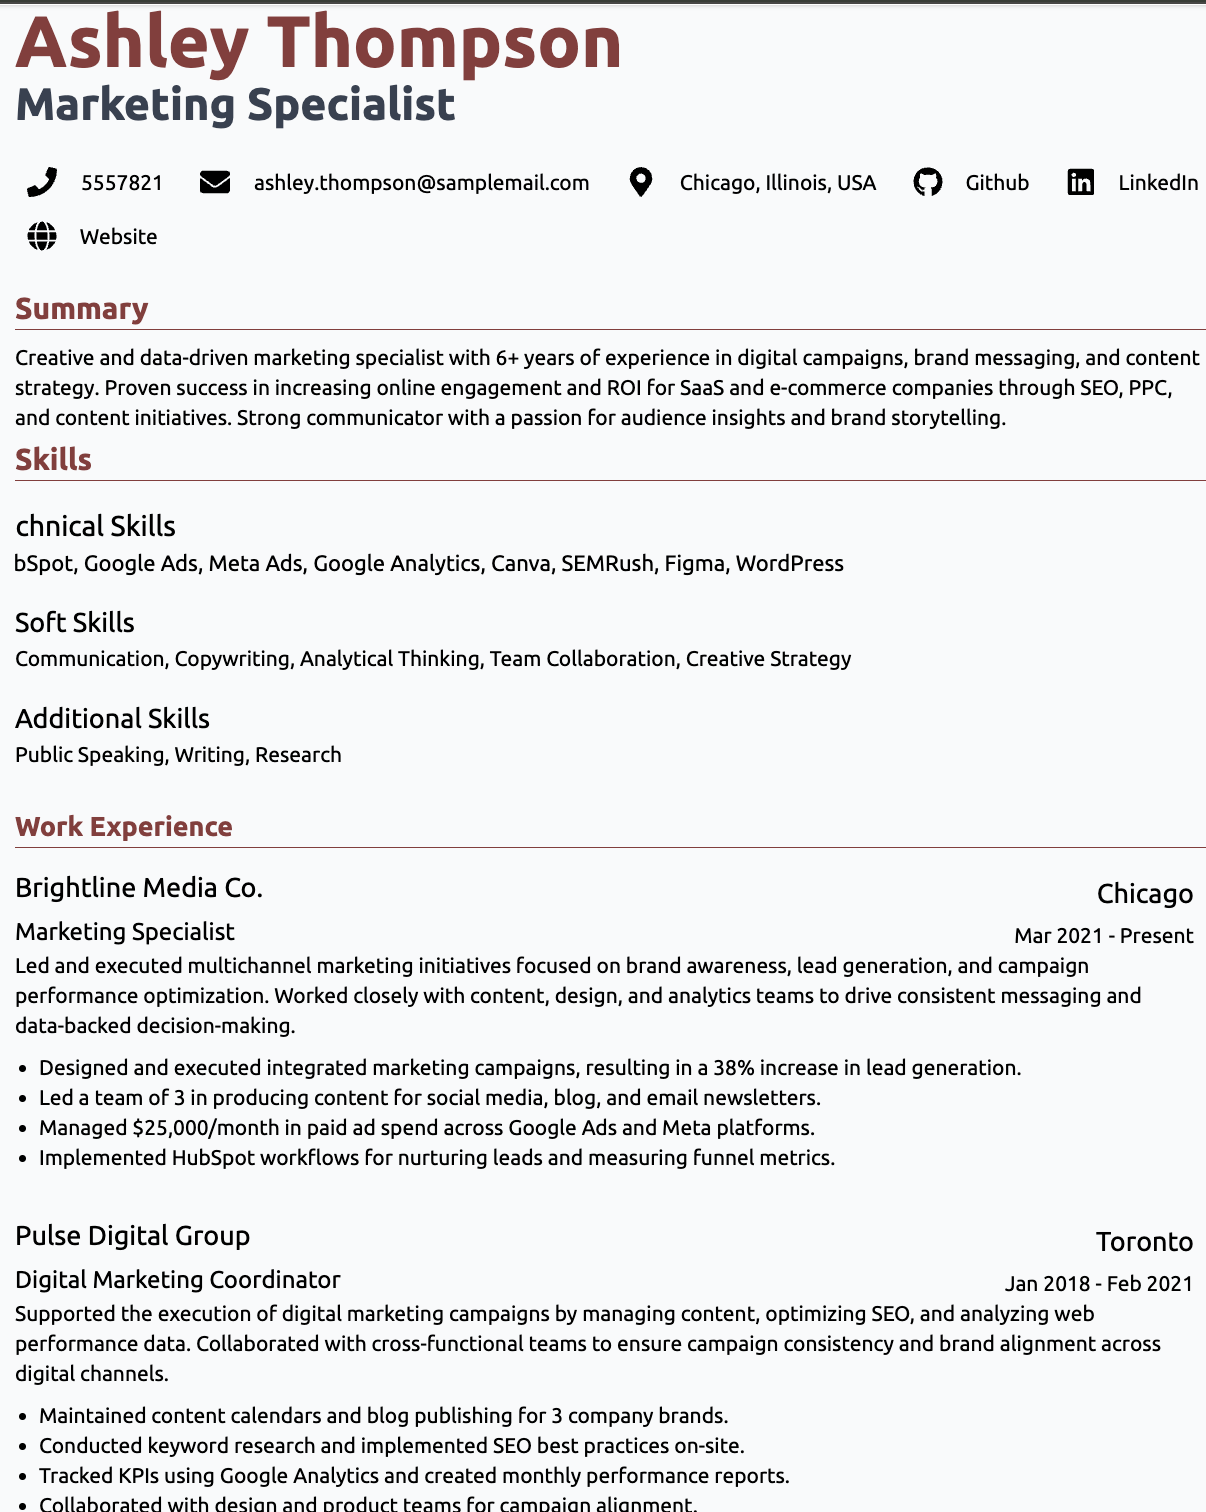 Ashley Thompson
Marketing Specialist
5557821 ashley.thompson@samplemail.com Chicago, Illinois, USA Github LinkedIn
Website
Summary
Creative and data-driven marketing specialist with 6+ years of experience in digital campaigns, brand messaging, and content
strategy. Proven success in increasing online engagement and ROI for SaaS and e-commerce companies through SEO, PPC,
and content initiatives. Strong communicator with a passion for audience insights and brand storytelling.
Skills
chnical Skills
bSpot, Google Ads, Meta Ads, Google Analytics, Canva, SEMRush, Figma, WordPress
Soft Skills
Communication, Copywriting, Analytical Thinking, Team Collaboration, Creative Strategy
Additional Skills
Public Speaking, Writing, Research
Work Experience
Brightline Media Co. Chicago
Marketing Specialist Mar 2021 - Present
Led and executed multichannel marketing initiatives focused on brand awareness, lead generation, and campaign
performance optimization. Worked closely with content, design, and analytics teams to drive consistent messaging and
data-backed decision-making.
• Designed and executed integrated marketing campaigns, resulting in a 38% increase in lead generation.
• Led a team of 3 in producing content for social media, blog, and email newsletters.
• Managed $25,000/month in paid ad spend across Google Ads and Meta platforms.
• Implemented HubSpot workflows for nurturing leads and measuring funnel metrics.
Pulse Digital Group Toronto
Digital Marketing Coordinator Jan 2018 - Feb 2021
Supported the execution of digital marketing campaigns by managing content, optimizing SEO, and analyzing web
performance data. Collaborated with cross-functional teams to ensure campaign consistency and brand alignment across
digital channels.
• Maintained content calendars and blog publishing for 3 company brands.
• Conducted keyword research and implemented SEO best practices on-site.
• Tracked KPIs using Google Analytics and created monthly performance reports.
• Collaborated with design and product teams for campaign alignment.